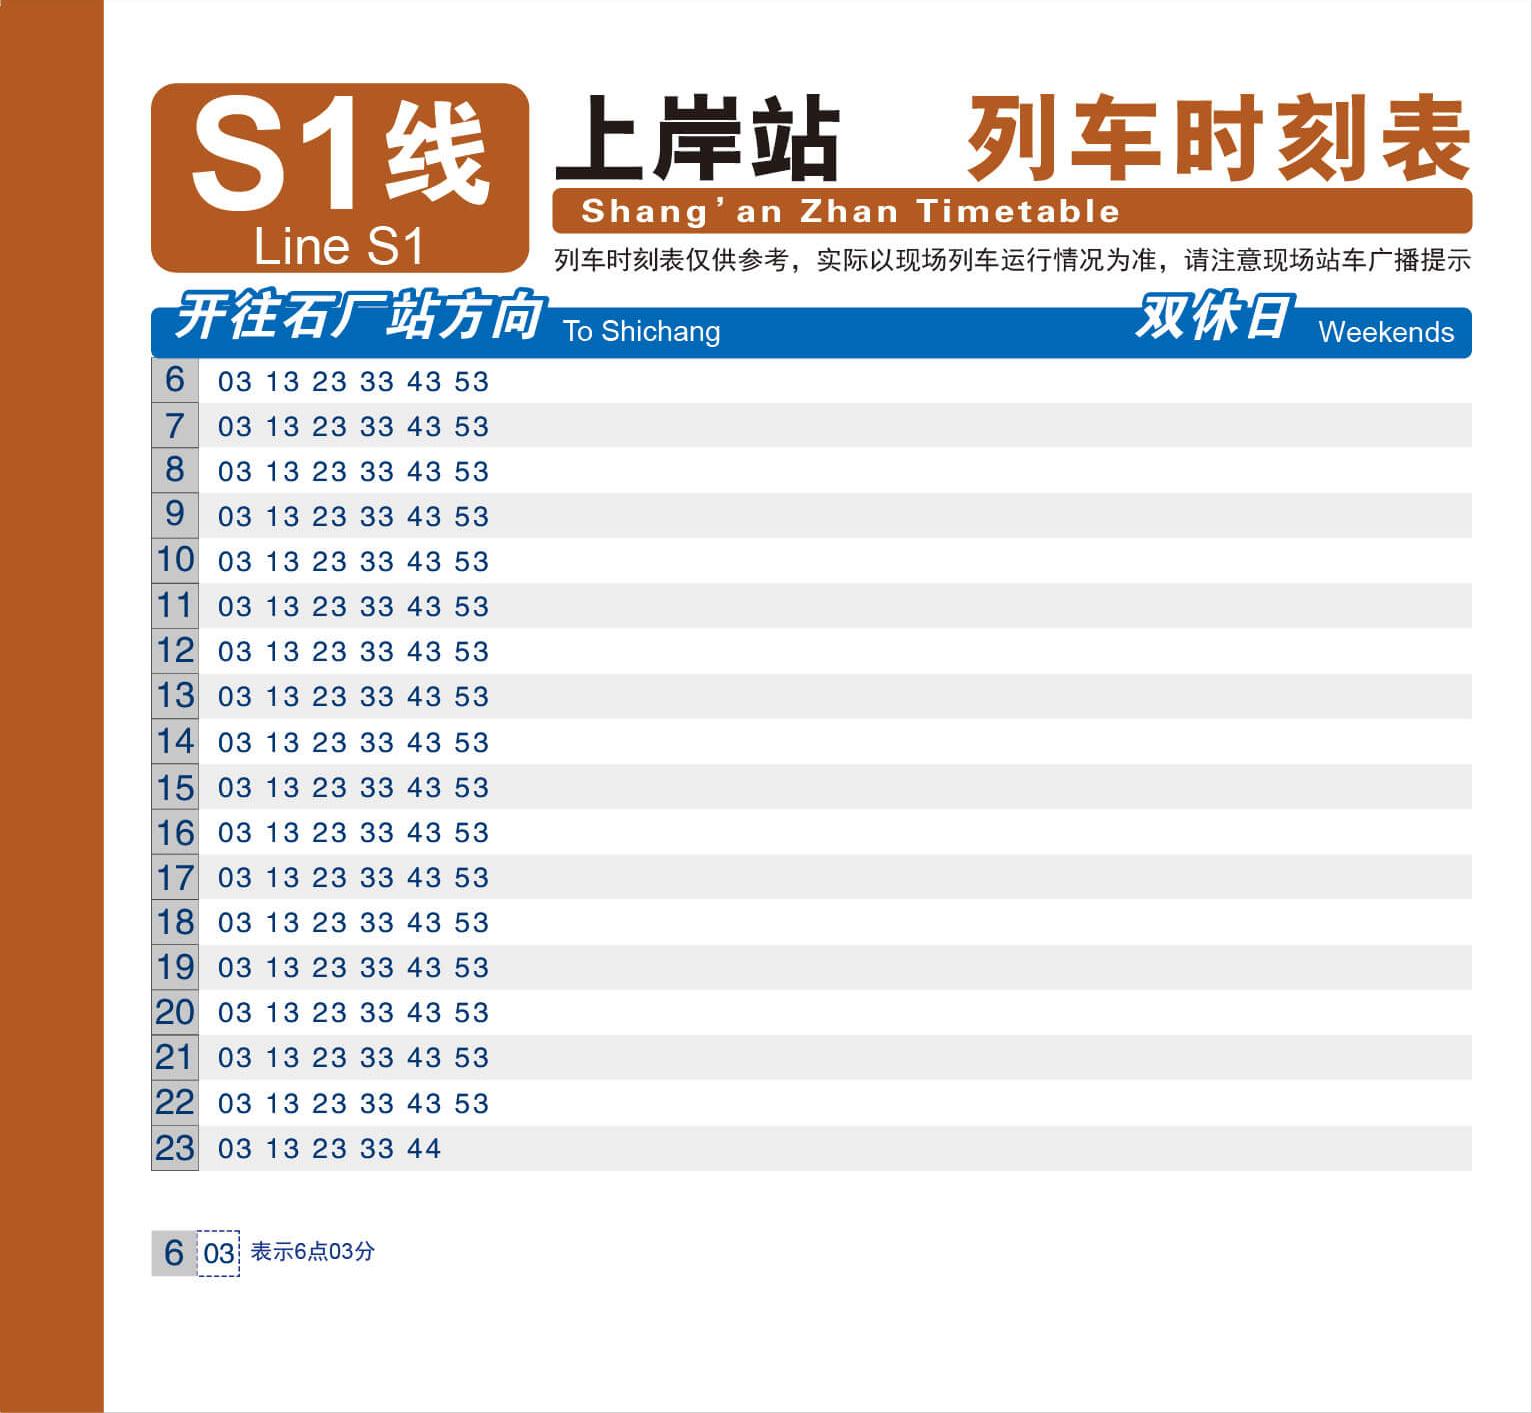 S1线
Line S1
上岸站 列车时刻表
Shang'an Zhan Timetable
列车时刻表仅供参考，实际以现场列车运行情况为准，请注意现场站车广播提示
开往石厂站方向 To Shichang 双休日 Weekends
6 03 13 23 33 43 53
7 03 13 23 33 43 53
8 03 13 23 33 43 53
9 03 13 23 33 43 53
10 03 13 23 33 43 53
11 03 13 23 33 43 53
12 03 13 23 33 43 53
13 03 13 23 33 43 53
14 03 13 23 33 43 53
15 03 13 23 33 43 53
16 03 13 23 33 43 53
17 03 13 23 33 43 53
18 03 13 23 33 43 53
19 03 13 23 33 43 53
20 03 13 23 33 43 53
21 03 13 23 33 43 53
22 03 13 23 33 43 53
23 03 13 23 33 44
6 03 表示6点03分